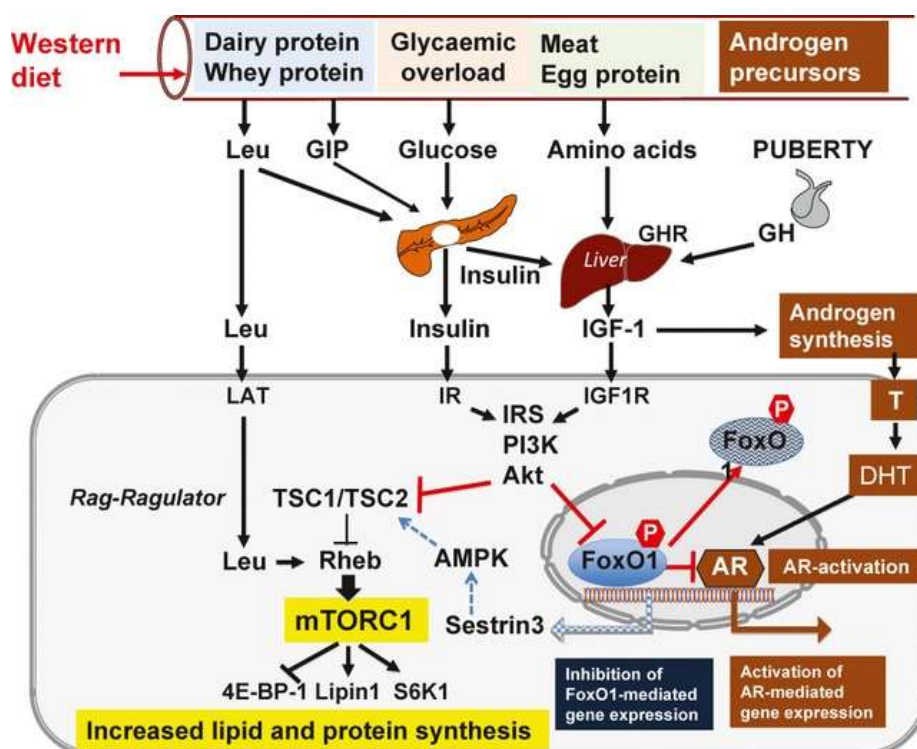 Western
diet
Dairy protein
Whey protein
Glycaemic
overload
Meat
Egg protein
Androgen
precursors
Leu
GIP
Glucose
Amino acids
PUBERTY
GHR
GH
Liver
Insulin
Leu
Insulin
IGF-1
Androgen
synthesis
LAT
IR
IGF1R
T
IRS
PI3K
Akt
P
FoxO
1
DHT
Rag-Ragulator
TSC1/TSC2
P
Leu
Rheb
AMPK
FoxO1
AR
AR-activation
mTORC1
Sestrin3
4E-BP-1
Lipin1
S6K1
Inhibition of
FoxO1-mediated
gene expression
Activation of
AR-mediated
gene expression
Increased lipid and protein synthesis